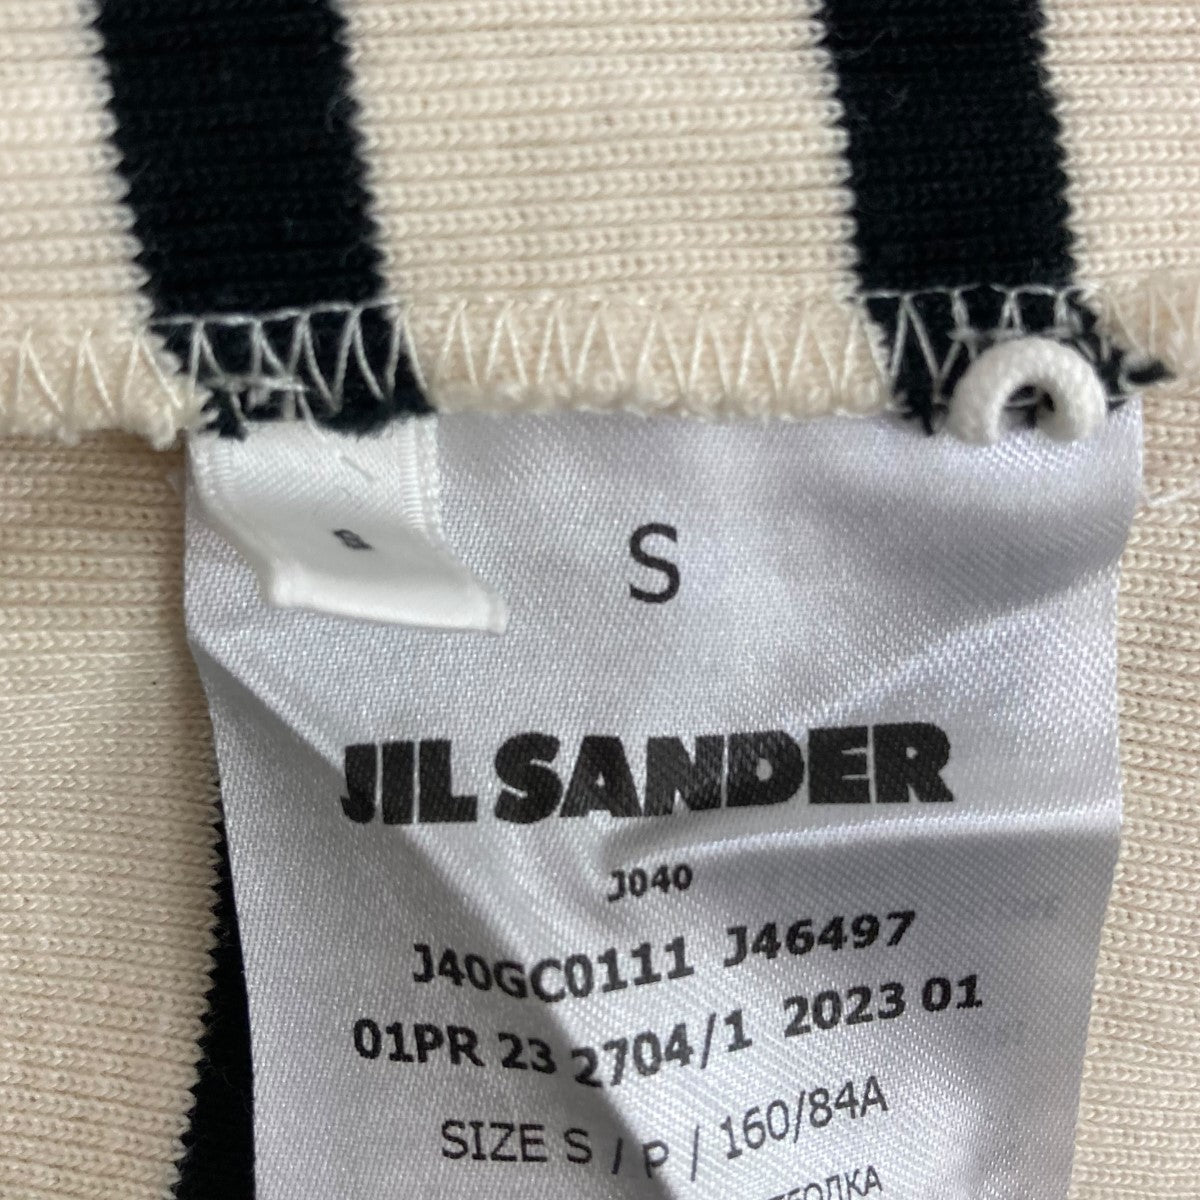 S
JIL SANDER
J040
J40GC0111 J46497
01PR 23 2704/1 2023 01
SIZE S / P / 160/84A